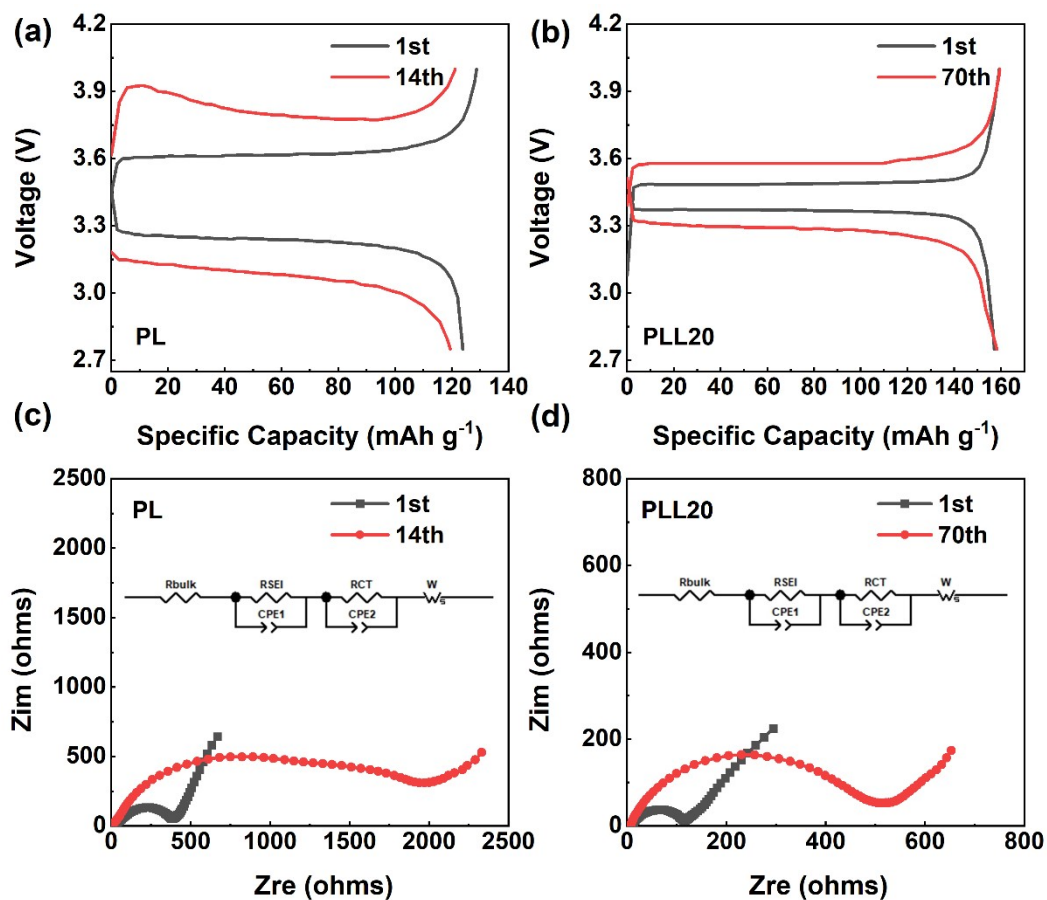 (a)
1st
14th
PL
4.2
3.9
3.6
3.3
3.0
2.7
Voltage (V)
0 20 40 60 80 100 120 140
Specific Capacity (mAh g-1)
(b)
1st
70th
PLL20
4.2
3.9
3.6
3.3
3.0
2.7
Voltage (V)
0 20 40 60 80 100 120 140 160
Specific Capacity (mAh g-1)
(c)
PL
1st
14th
Rbulk RSEI RCT W
s
CPE1 CPE2
2500
2000
1500
1000
500
0
Zim (ohms)
0 500 1000 1500 2000 2500
Zre (ohms)
(d)
PLL20
1st
70th
Rbulk RSEI RCT W
s
CPE1 CPE2
800
600
400
200
0
Zim (ohms)
0 200 400 600 800
Zre (ohms)